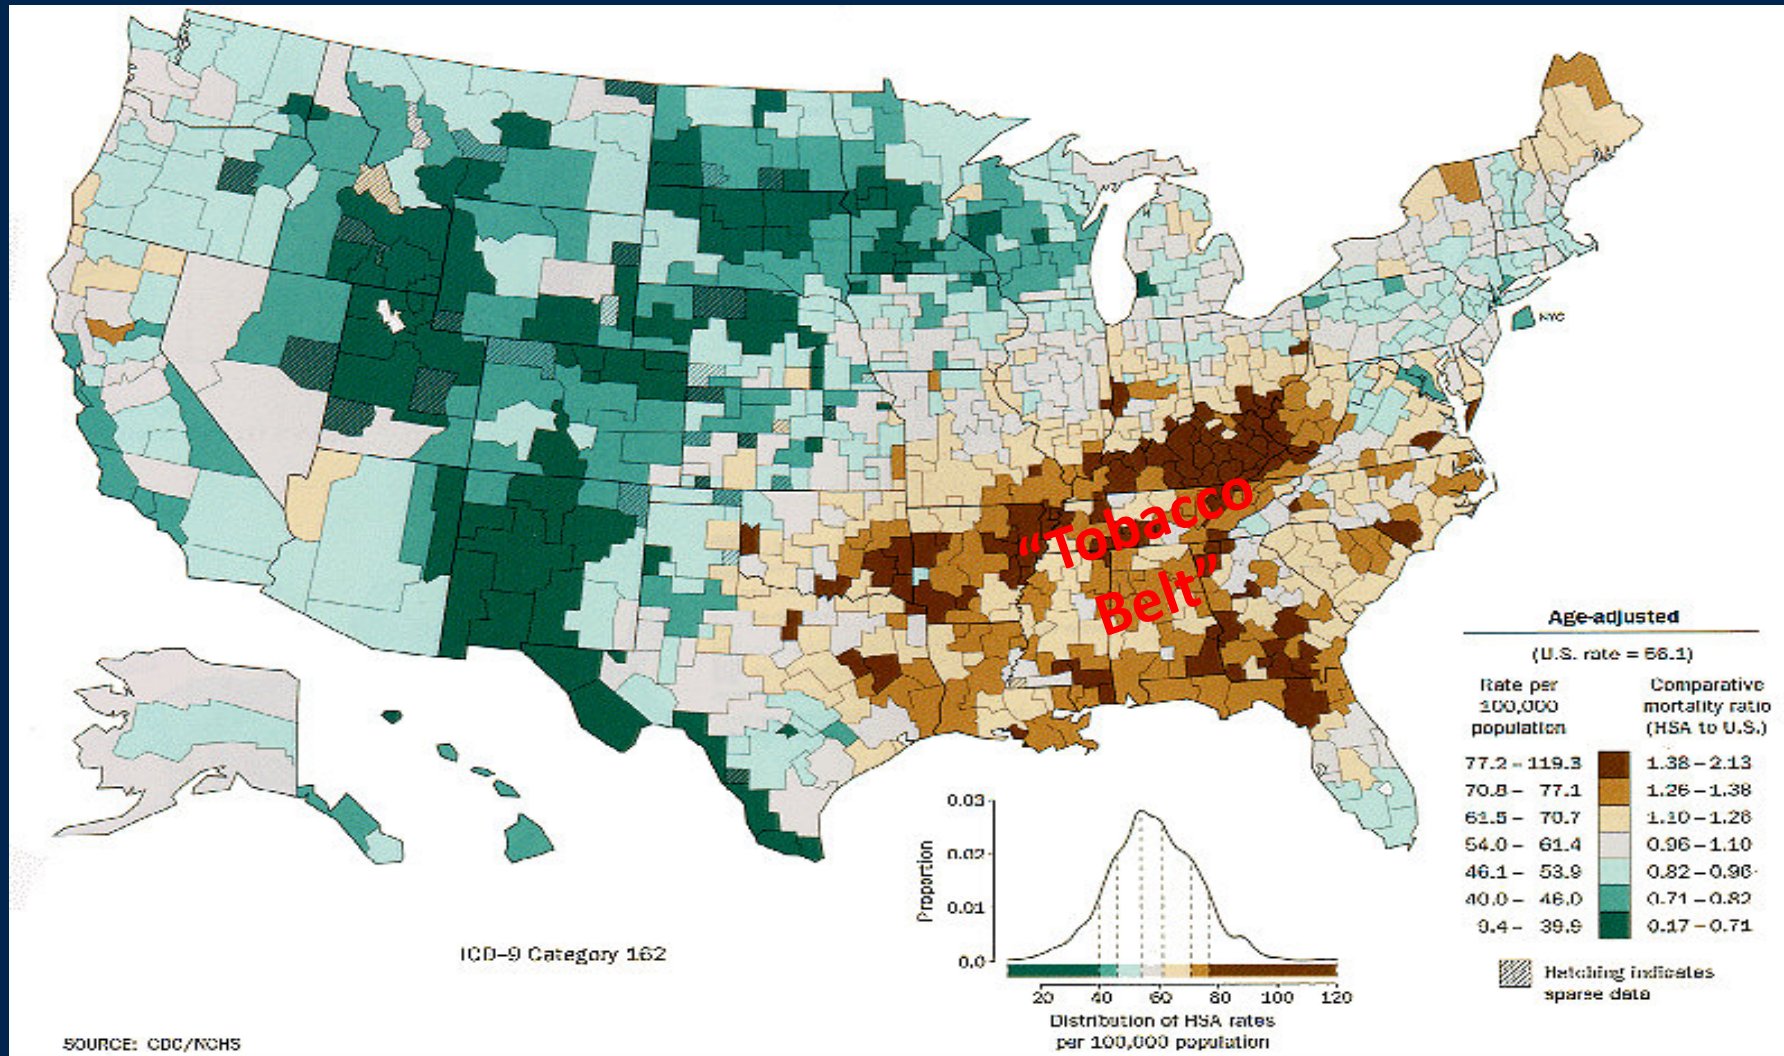 NYC
“Tobacco
Belt”
Age-adjusted
(U.S. rate = 56.1)
Rate per
100,000
population
Comparative
mortality ratio
(HSA to U.S.)
77.2 – 119.3 1.38 – 2.13
70.8 – 77.1 1.26 – 1.38
61.5 – 70.7 1.10 – 1.26
54.0 – 61.4 0.96 – 1.10
46.1 – 53.9 0.82 – 0.96
40.0 – 46.0 0.71 – 0.82
9.4 – 39.9 0.17 – 0.71
Hatching indicates
sparse data
0.03
0.02
0.01
0.0
Proportion
20 40 60 80 100 120
Distribution of HSA rates
per 100,000 population
ICD–9 Category 162
SOURCE: CDC/NCHS